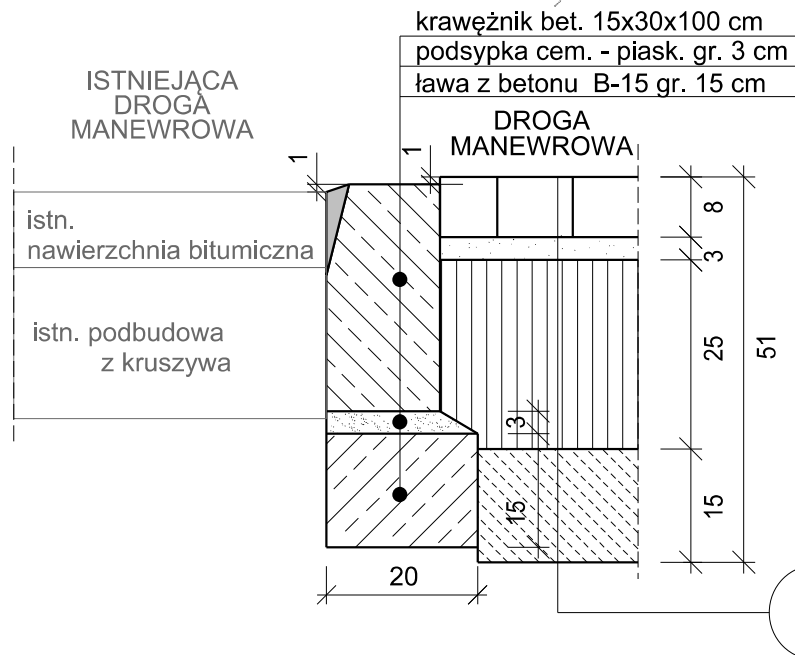 krawężnik bet. 15x30x100 cm
podsypka cem. - piask. gr. 3 cm
ława z betonu B-15 gr. 15 cm
ISTNIEJĄCA
DROGA
MANEWROWA
DROGA
MANEWROWA
1
1
istn.
nawierzchnia bitumiczna
istn. podbudowa
z kruszywa
8
3
25
51
15
3
15
20